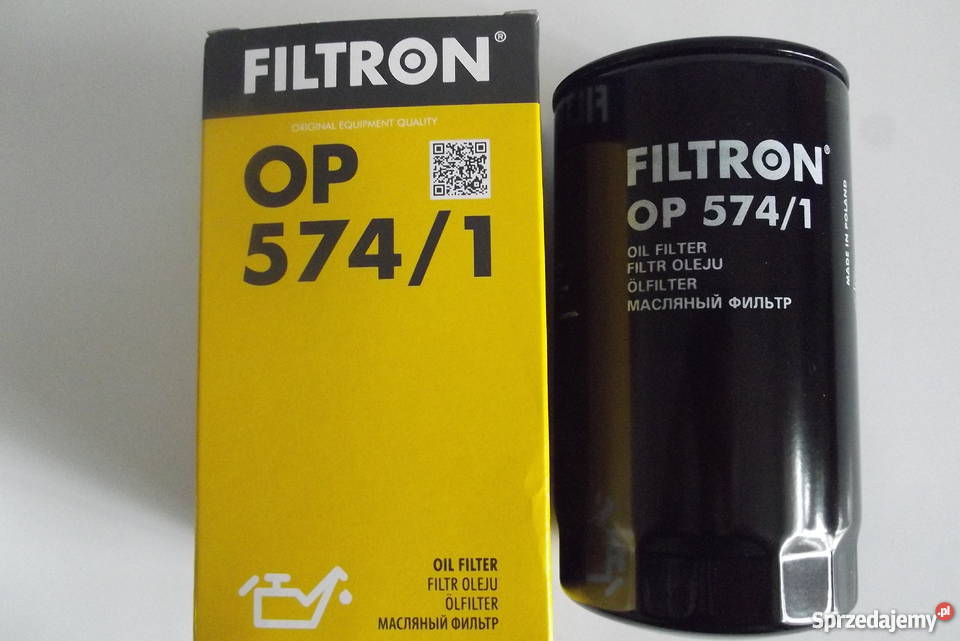 FILTRON®
ORIGINAL EQUIPMENT QUALITY
OP
574/1
OIL FILTER
FILTR OLEJU
ÖLFILTER
МАСЛЯНЫЙ ФИЛЬТР
FILTRON®
OP 574/1
OIL FILTER
FILTR OLEJU
ÖLFILTER
МАСЛЯНЫЙ ФИЛЬТР
MADE IN POLAND
Sprzedajemy.pl